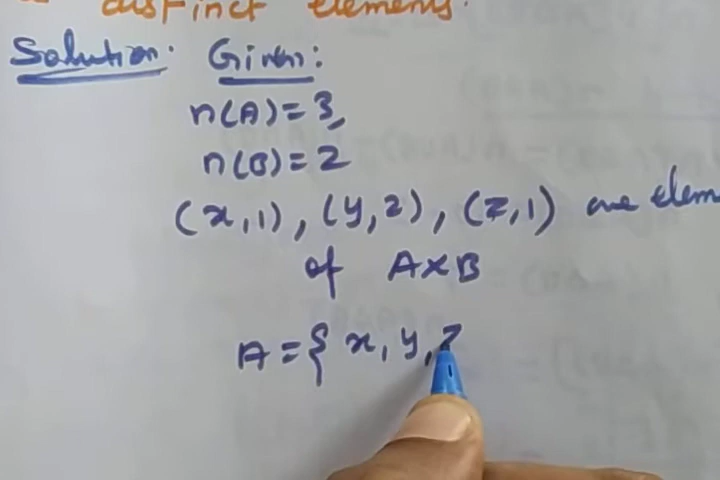 distinct elements.
Solution: Given:
n(A)=3,
n(B)=2
(x,1), (y,2), (z,1) are elem
of A×B
A={ x, y, z